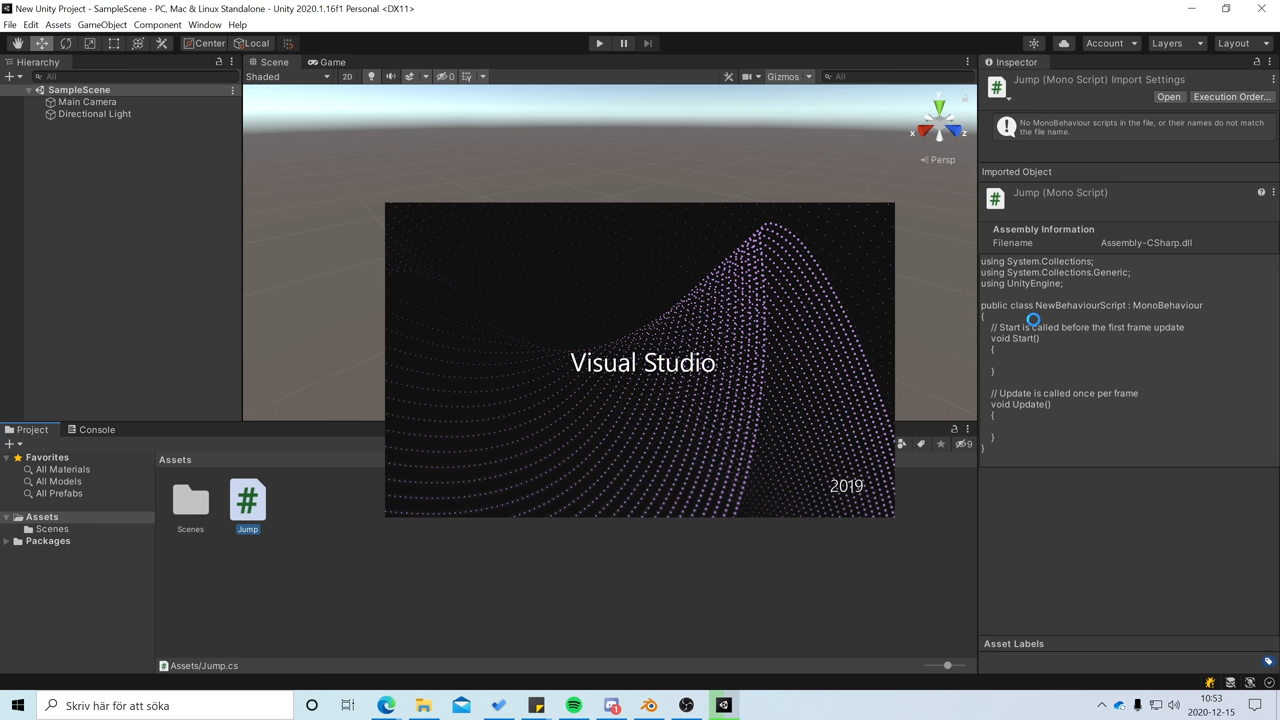 New Unity Project - SampleScene - PC, Mac & Linux Standalone - Unity 2020.1.16f1 Personal <DX11>
File Edit Assets GameObject Component Window Help
Center Local Account Layers Layout
Hierarchy
All
SampleScene
Main Camera
Directional Light
Scene Game
Shaded 2D 0 Gizmos All
y
x z
Persp
Visual Studio
2019
Inspector
Jump (Mono Script) Import Settings
Open Execution Order...
No MonoBehaviour scripts in the file, or their names do not match
the file name.
Imported Object
Jump (Mono Script)
Assembly Information
Filename Assembly-CSharp.dll
using System.Collections;
using System.Collections.Generic;
using UnityEngine;
public class NewBehaviourScript : MonoBehaviour
{
// Start is called before the first frame update
void Start()
{
}
// Update is called once per frame
void Update()
{
}
}
Asset Labels
Project Console
9
Favorites
All Materials
All Models
All Prefabs
Assets
Scenes
Packages
Assets
Scenes
Jump
Assets/Jump.cs
Skriv här för att söka
1
10:53
2020-12-15